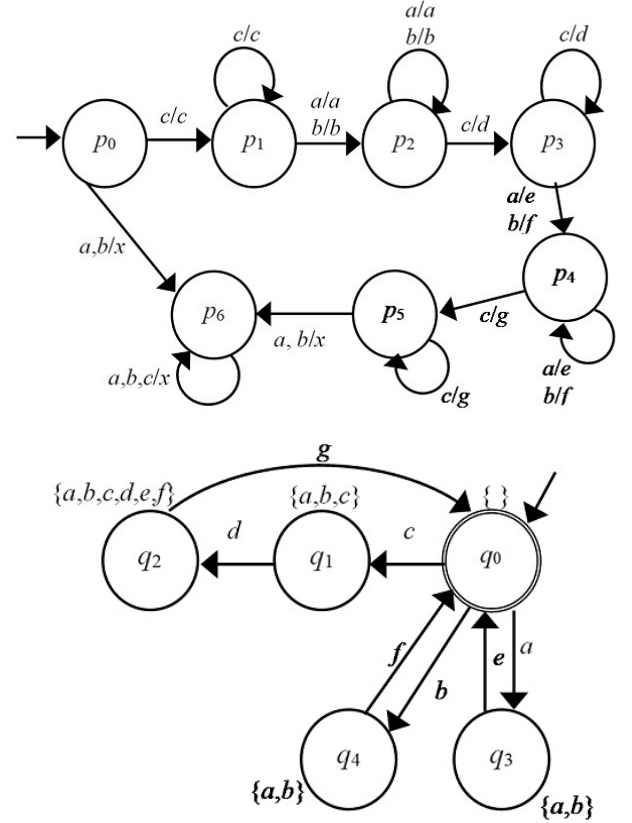 c/c
a/a
b/b
c/d
p0
c/c
p1
a/a
b/b
p2
c/d
p3
a/e
b/f
a,b/x
p4
p6
a, b/x
p5
c/g
a,b,c/x
c/g
a/e
b/f
g
{a,b,c,d,e,f}
{a,b,c}
{ }
q2
d
q1
c
q0
f
b
e
a
q4
q3
{a,b}
{a,b}